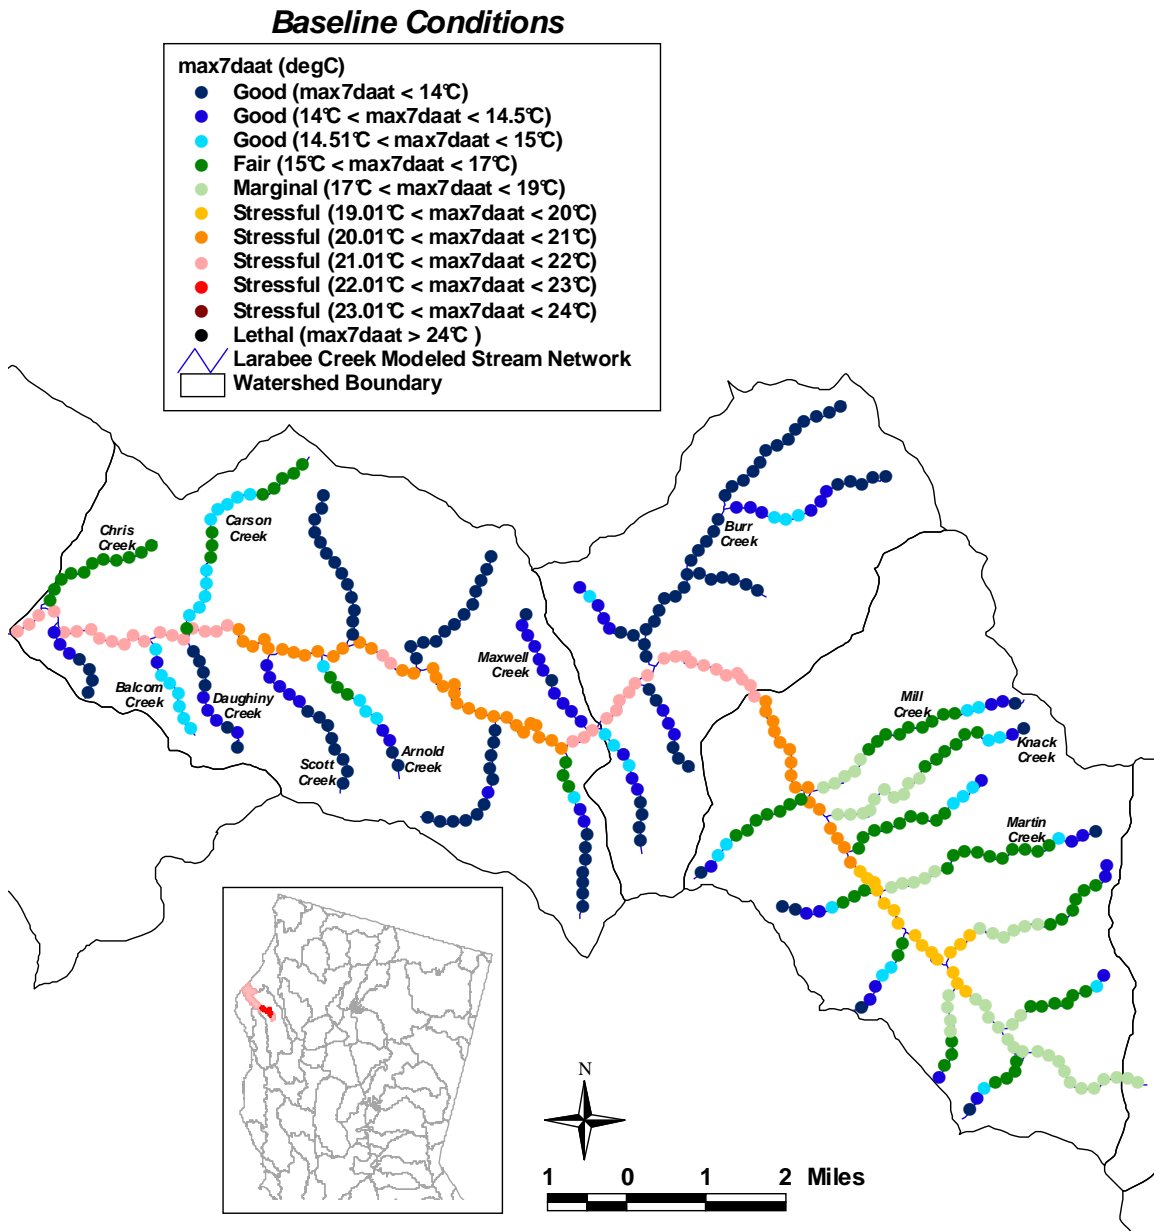 Baseline Conditions
max7daat (degC)
Good (max7daat < 14°C)
Good (14°C < max7daat < 14.5°C)
Good (14.51°C < max7daat < 15°C)
Fair (15°C < max7daat < 17°C)
Marginal (17°C < max7daat < 19°C)
Stressful (19.01°C < max7daat < 20°C)
Stressful (20.01°C < max7daat < 21°C)
Stressful (21.01°C < max7daat < 22°C)
Stressful (22.01°C < max7daat < 23°C)
Stressful (23.01°C < max7daat < 24°C)
Lethal (max7daat > 24°C )
Larabee Creek Modeled Stream Network
Watershed Boundary
Chris
Creek
Carson
Creek
Burr
Creek
Maxwell
Creek
Balcom
Creek
Daughiny
Creek
Scott
Creek
Arnold
Creek
Mill
Creek
Knack
Creek
Martin
Creek
N
1 0 1 2 Miles